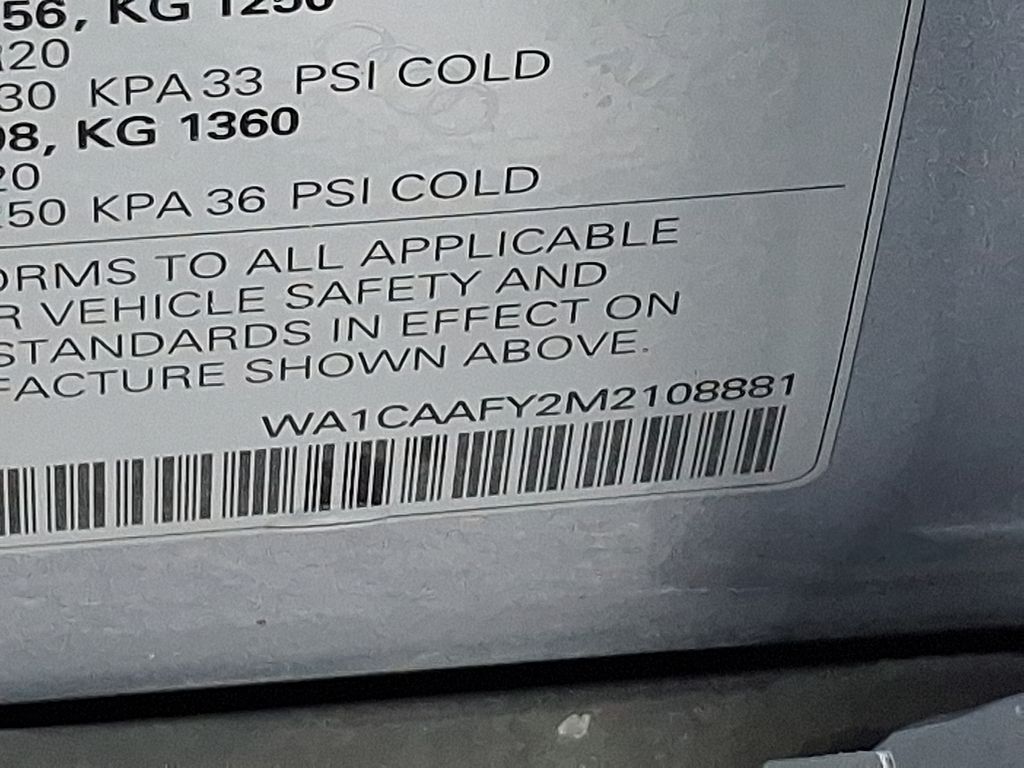 56, KG 1250
120
30 KPA 33 PSI COLD
08, KG 1360
20
250 KPA 36 PSI COLD
ORMS TO ALL APPLICABLE
R VEHICLE SAFETY AND
STANDARDS IN EFFECT ON
FACTURE SHOWN ABOVE.
WA1CAAFY2M2108881